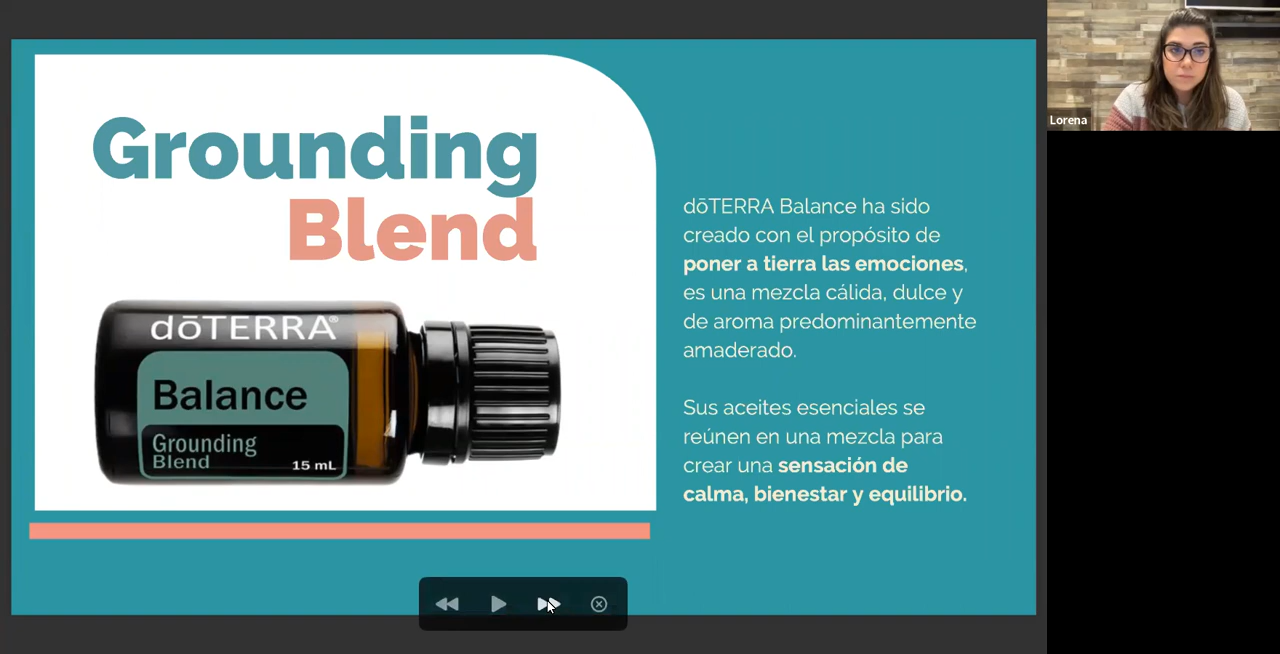 Grounding
Blend
dōTERRA®
Balance
Grounding
Blend
15 mL
dōTERRA Balance ha sido
creado con el propósito de
poner a tierra las emociones,
es una mezcla cálida, dulce y
de aroma predominantemente
amaderado.
Sus aceites esenciales se
reúnen en una mezcla para
crear una sensación de
calma, bienestar y equilibrio.
Lorena